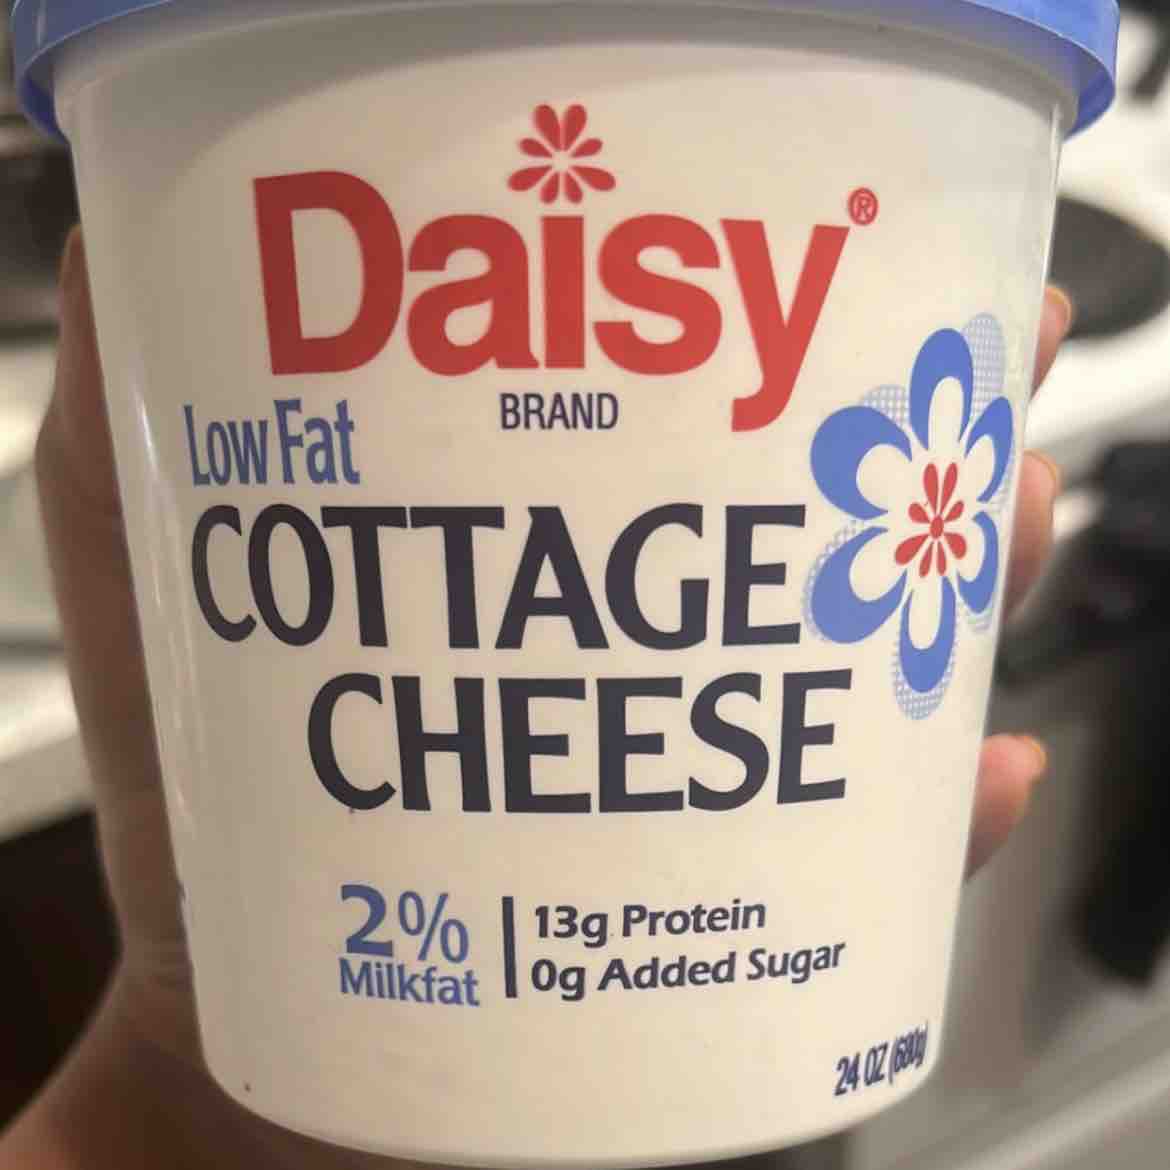 Daisy®
BRAND
Low Fat
COTTAGE
CHEESE
2% Milkfat
13g Protein
0g Added Sugar
24 OZ (680g)